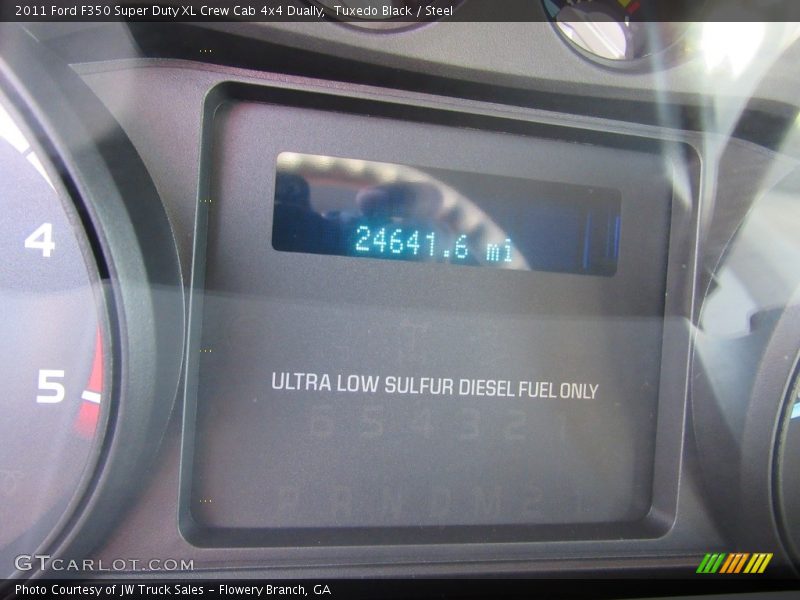 2011 Ford F350 Super Duty XL Crew Cab 4x4 Dually, Tuxedo Black / Steel
24641.6 mi
4
5
ULTRA LOW SULFUR DIESEL FUEL ONLY
6 5 4 3 2 1
P R N D M 2 1
GTCARLOT.COM
Photo Courtesy of JW Truck Sales - Flowery Branch, GA